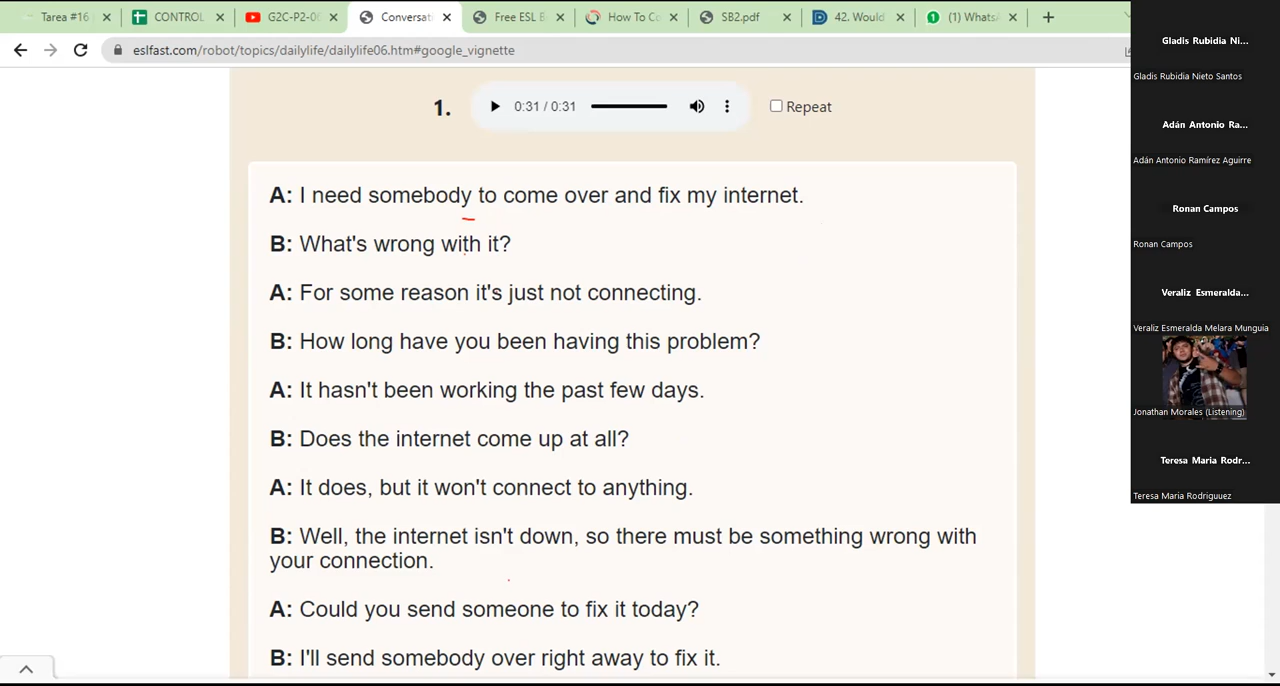 Tarea #16
CONTROL
G2C-P2-0
Conversat
Free ESL B
How To Co
SB2.pdf
42. Would
(1) Whats
eslfast.com/robot/topics/dailylife/dailylife06.htm#google_vignette
1.
0:31 / 0:31
Repeat
A: I need somebody to come over and fix my internet.
B: What's wrong with it?
A: For some reason it's just not connecting.
B: How long have you been having this problem?
A: It hasn't been working the past few days.
B: Does the internet come up at all?
A: It does, but it won't connect to anything.
B: Well, the internet isn't down, so there must be something wrong with
your connection.
A: Could you send someone to fix it today?
B: I'll send somebody over right away to fix it.
Gladis Rubidia Ni...
Gladis Rubidia Nieto Santos
Adán Antonio Ra...
Adán Antonio Ramírez Aguirre
Ronan Campos
Ronan Campos
Veraliz Esmeralda...
Veraliz Esmeralda Melara Munguia
Jonathan Morales (Listening)
Teresa Maria Rodr...
Teresa Maria Rodriguuez